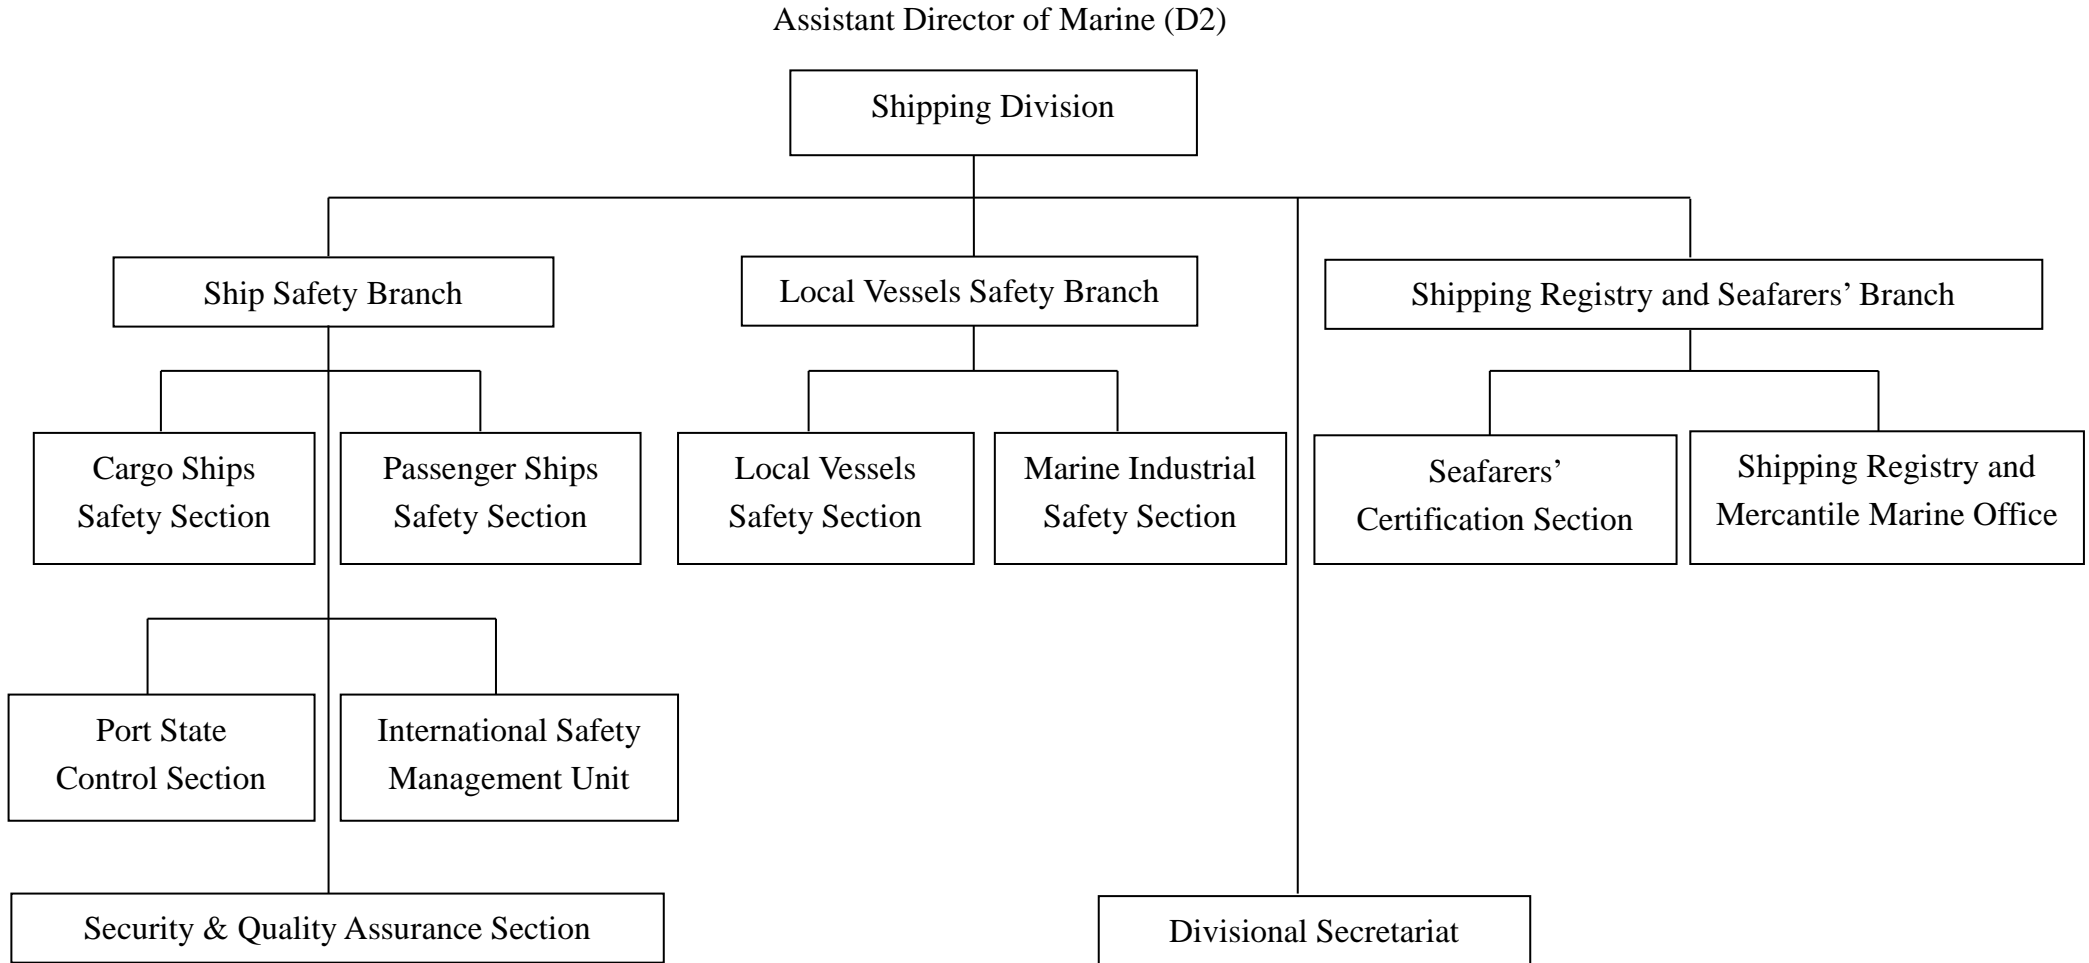 Assistant Director of Marine (D2)
Shipping Division
Ship Safety Branch
Local Vessels Safety Branch
Shipping Registry and Seafarers’ Branch
Cargo Ships
Safety Section
Passenger Ships
Safety Section
Local Vessels
Safety Section
Marine Industrial
Safety Section
Seafarers’
Certification Section
Shipping Registry and
Mercantile Marine Office
Port State
Control Section
International Safety
Management Unit
Security & Quality Assurance Section
Divisional Secretariat